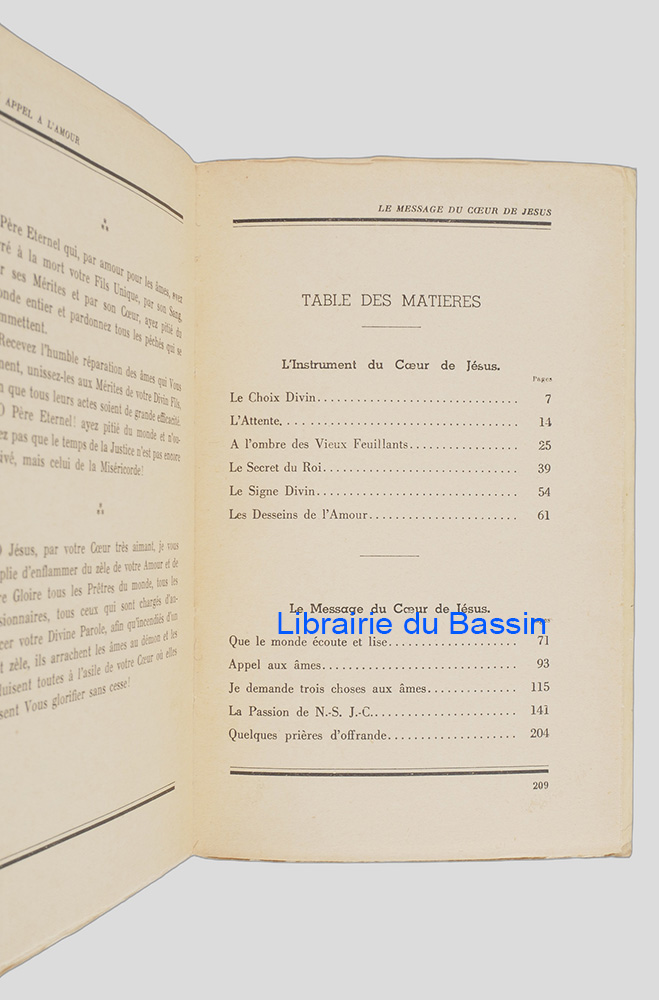 APPEL A L'AMOUR
⁂
Père Eternel qui, par amour pour les âmes, avez
ré à la mort votre Fils Unique, par son Sang,
r ses Mérites et par son Cœur, ayez pitié du
onde entier et pardonnez tous les péchés qui se
mmettent.
Recevez l'humble réparation des âmes qui Vous
ment, unissez-les aux Mérites de votre Divin Fils,
n que tous leurs actes soient de grande efficacité.
O Père Eternel! ayez pitié du monde et n'ou-
ez pas que le temps de la Justice n'est pas encore
ivé, mais celui de la Miséricorde!
⁂
O Jésus, par votre Cœur très aimant, je vous
plie d'enflammer du zèle de votre Amour et de
re Gloire tous les Prêtres du monde, tous les
sionnaires, tous ceux qui sont chargés d'an-
cer votre Divine Parole, afin qu'incendiés d'un
t zèle, ils arrachent les âmes au démon et les
duisent toutes à l'asile de votre Cœur où elles
sent Vous glorifier sans cesse!
LE MESSAGE DU CŒUR DE JESUS
TABLE DES MATIERES
L'Instrument du Cœur de Jésus.
Pages
Le Choix Divin.............................. 7
L'Attente.................................. 14
A l'ombre des Vieux Feuillants................ 25
Le Secret du Roi............................ 39
Le Signe Divin.............................. 54
Les Desseins de l'Amour...................... 61
Le Message du Cœur de Jésus.
Librairie du Bassin
Que le monde écoute et lise.................. 71
Appel aux âmes.............................. 93
Je demande trois choses aux âmes............. 115
La Passion de N.-S. J.-C..................... 141
Quelques prières d'offrande................... 204
209